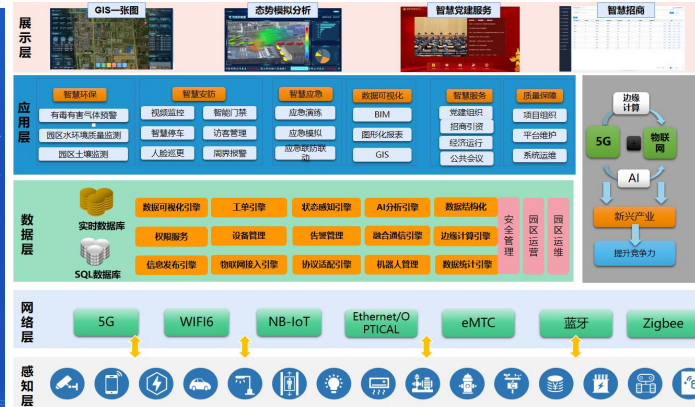 展示层
GIS一张图
态势模拟分析
智慧党建服务
智慧招商
应用层
智慧环保
有毒有害气体预警
园区水环境质量监测
园区土壤监测
智慧安防
视频监控
智能门禁
智慧停车
访客管理
人脸巡更
周界报警
智慧应急
应急演练
应急模拟
应急联防联
动
数据可视化
BIM
图形化报表
GIS
智慧服务
党建组织
招商引资
经济运行
公共会议
质量保障
项目组织
平台维护
系统运维
边缘
计算
5G
物联
网
AI
新兴产业
提升竞争力
数据层
实时数据库
SQL数据库
数据可视化引擎
工单引擎
状态感知引擎
AI分析引擎
数据结构化
权限服务
设备管理
告警管理
融合通信引擎
边缘计算引擎
信息发布引擎
物联网接入引擎
协议适配引擎
机器人管理
数据统计引擎
安全管理
园区运营
园区运维
网络层
5G
WIFI6
NB-IoT
Ethernet/O
PTICAL
eMTC
蓝牙
Zigbee
感知层